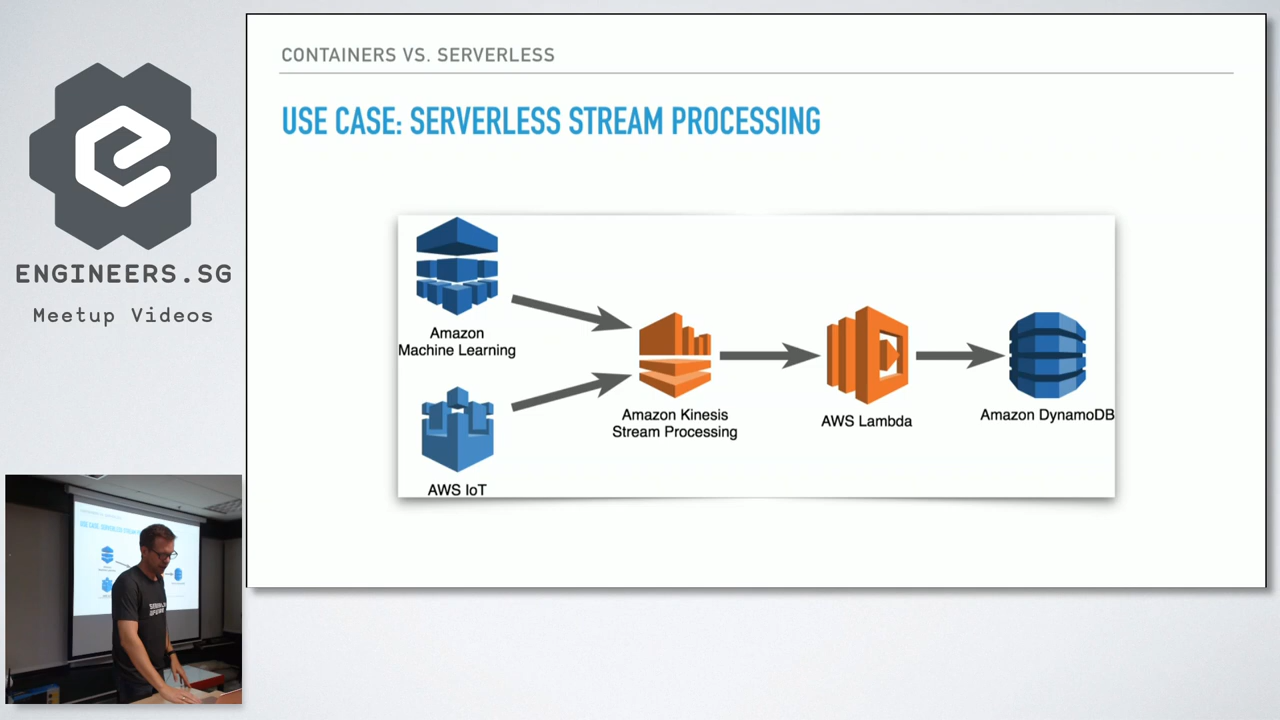 ENGINEERS.SG
Meetup Videos
CONTAINERS VS. SERVERLESS
USE CASE: SERVERLESS STREAM PROCESSING
Amazon
Machine Learning
AWS IoT
Amazon Kinesis
Stream Processing
AWS Lambda
Amazon DynamoDB